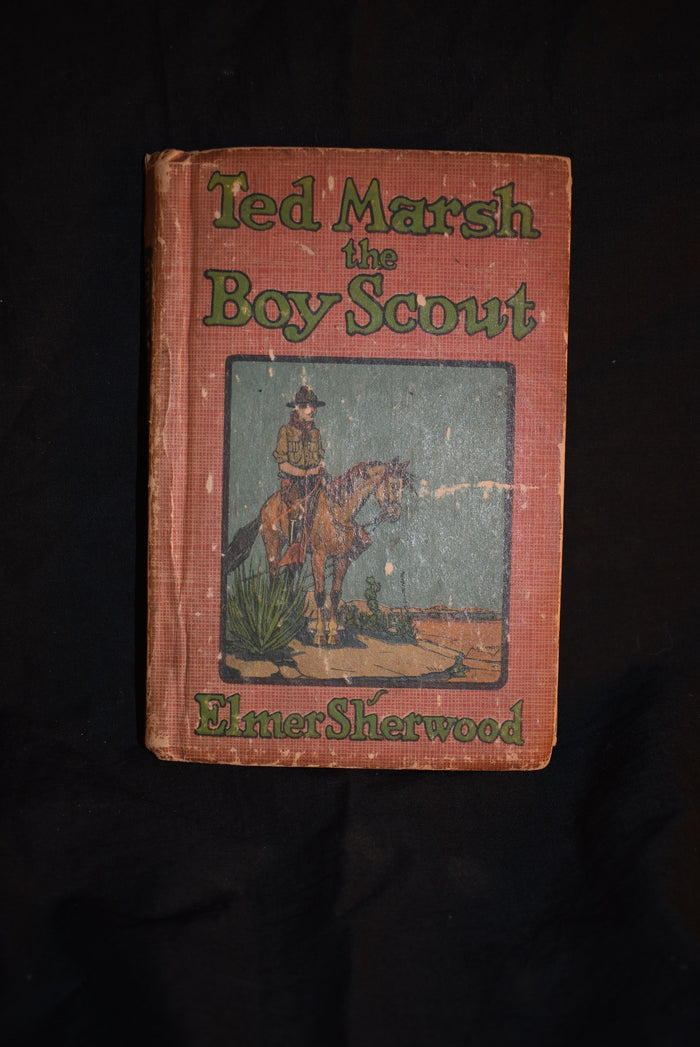 Ted Marsh
the
Boy Scout
Elmer Sherwood